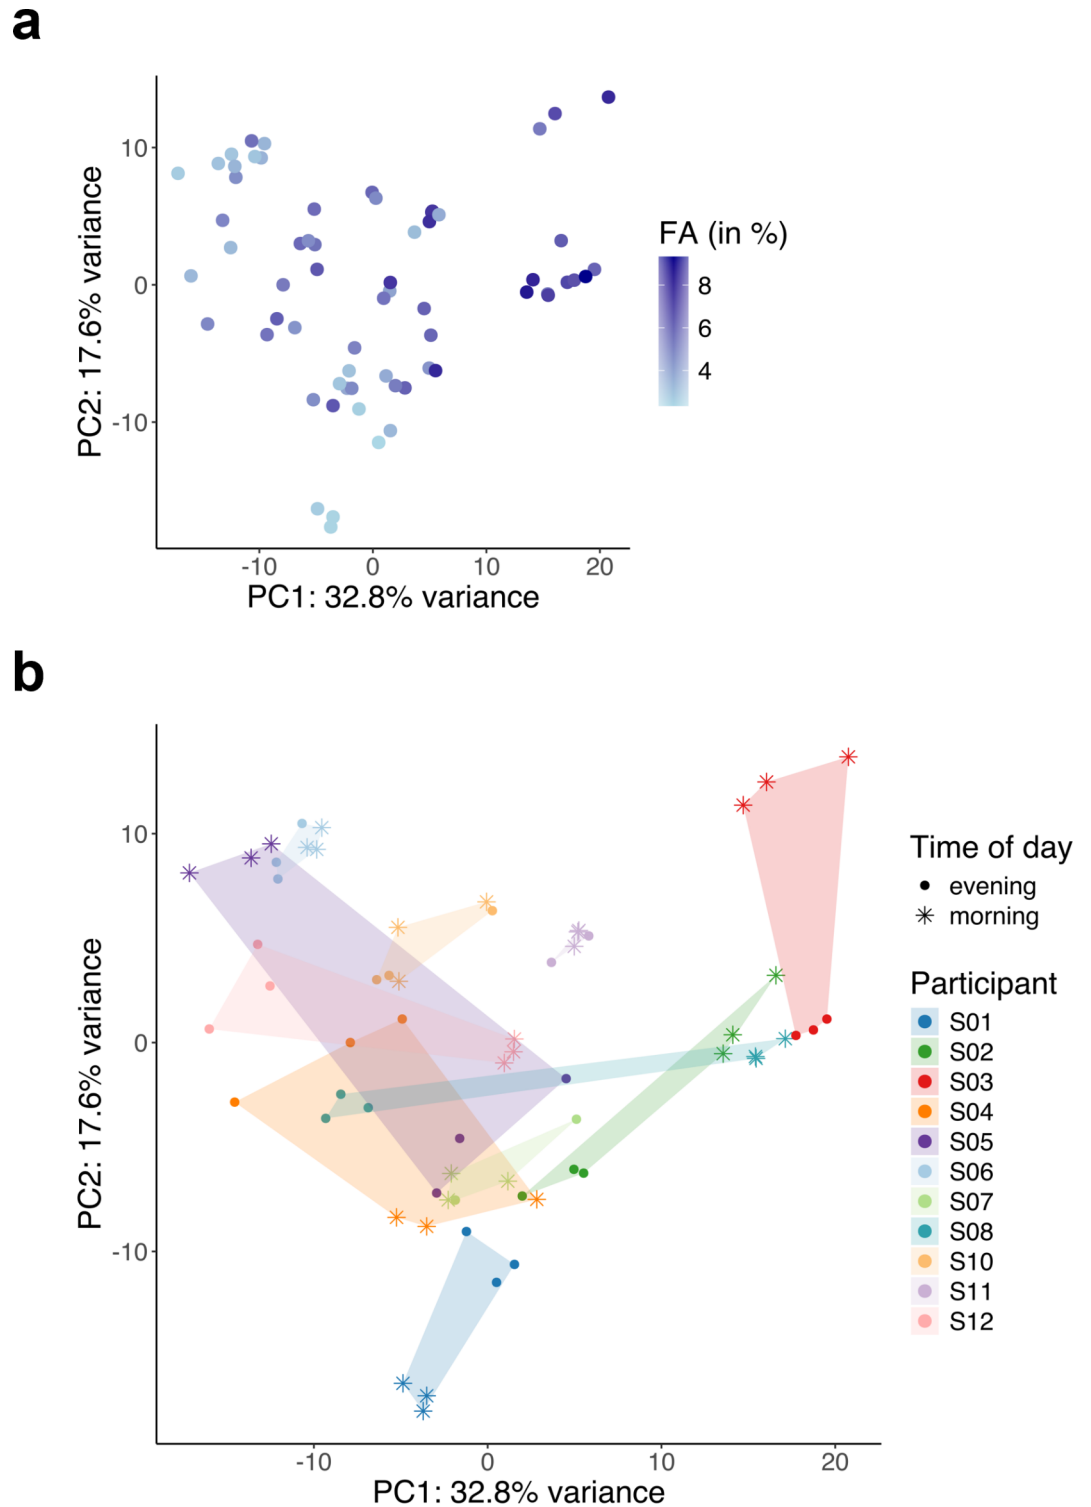 a
10
0
-10
PC2: 17.6% variance
-10 0 10 20
PC1: 32.8% variance
FA (in %)
8
6
4
b
10
0
-10
PC2: 17.6% variance
-10 0 10 20
PC1: 32.8% variance
Time of day
evening
morning
Participant
S01
S02
S03
S04
S05
S06
S07
S08
S10
S11
S12